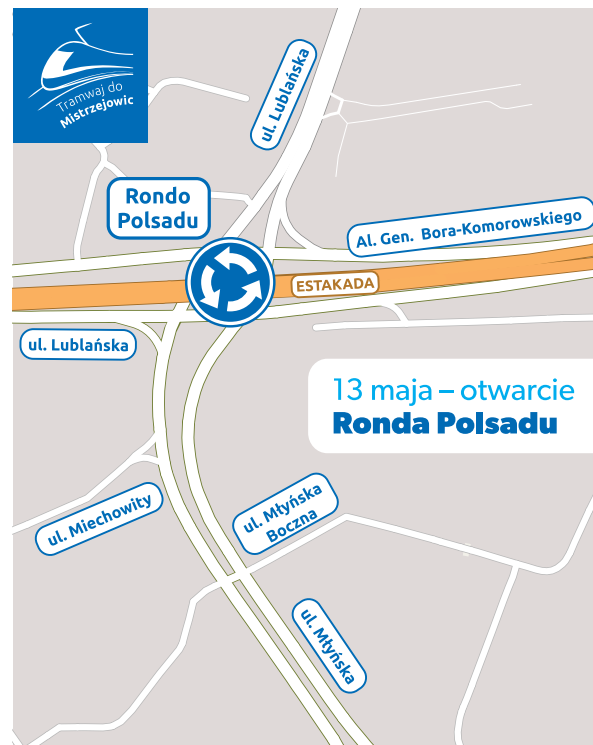 Tramwaj do
Mistrzejowic
ul. Lublańska
Rondo
Polsadu
Al. Gen. Bora-Komorowskiego
ESTAKADA
ul. Lublańska
13 maja – otwarcie
Ronda Polsadu
ul. Miechowity
ul. Młyńska
Boczna
ul. Młyńska